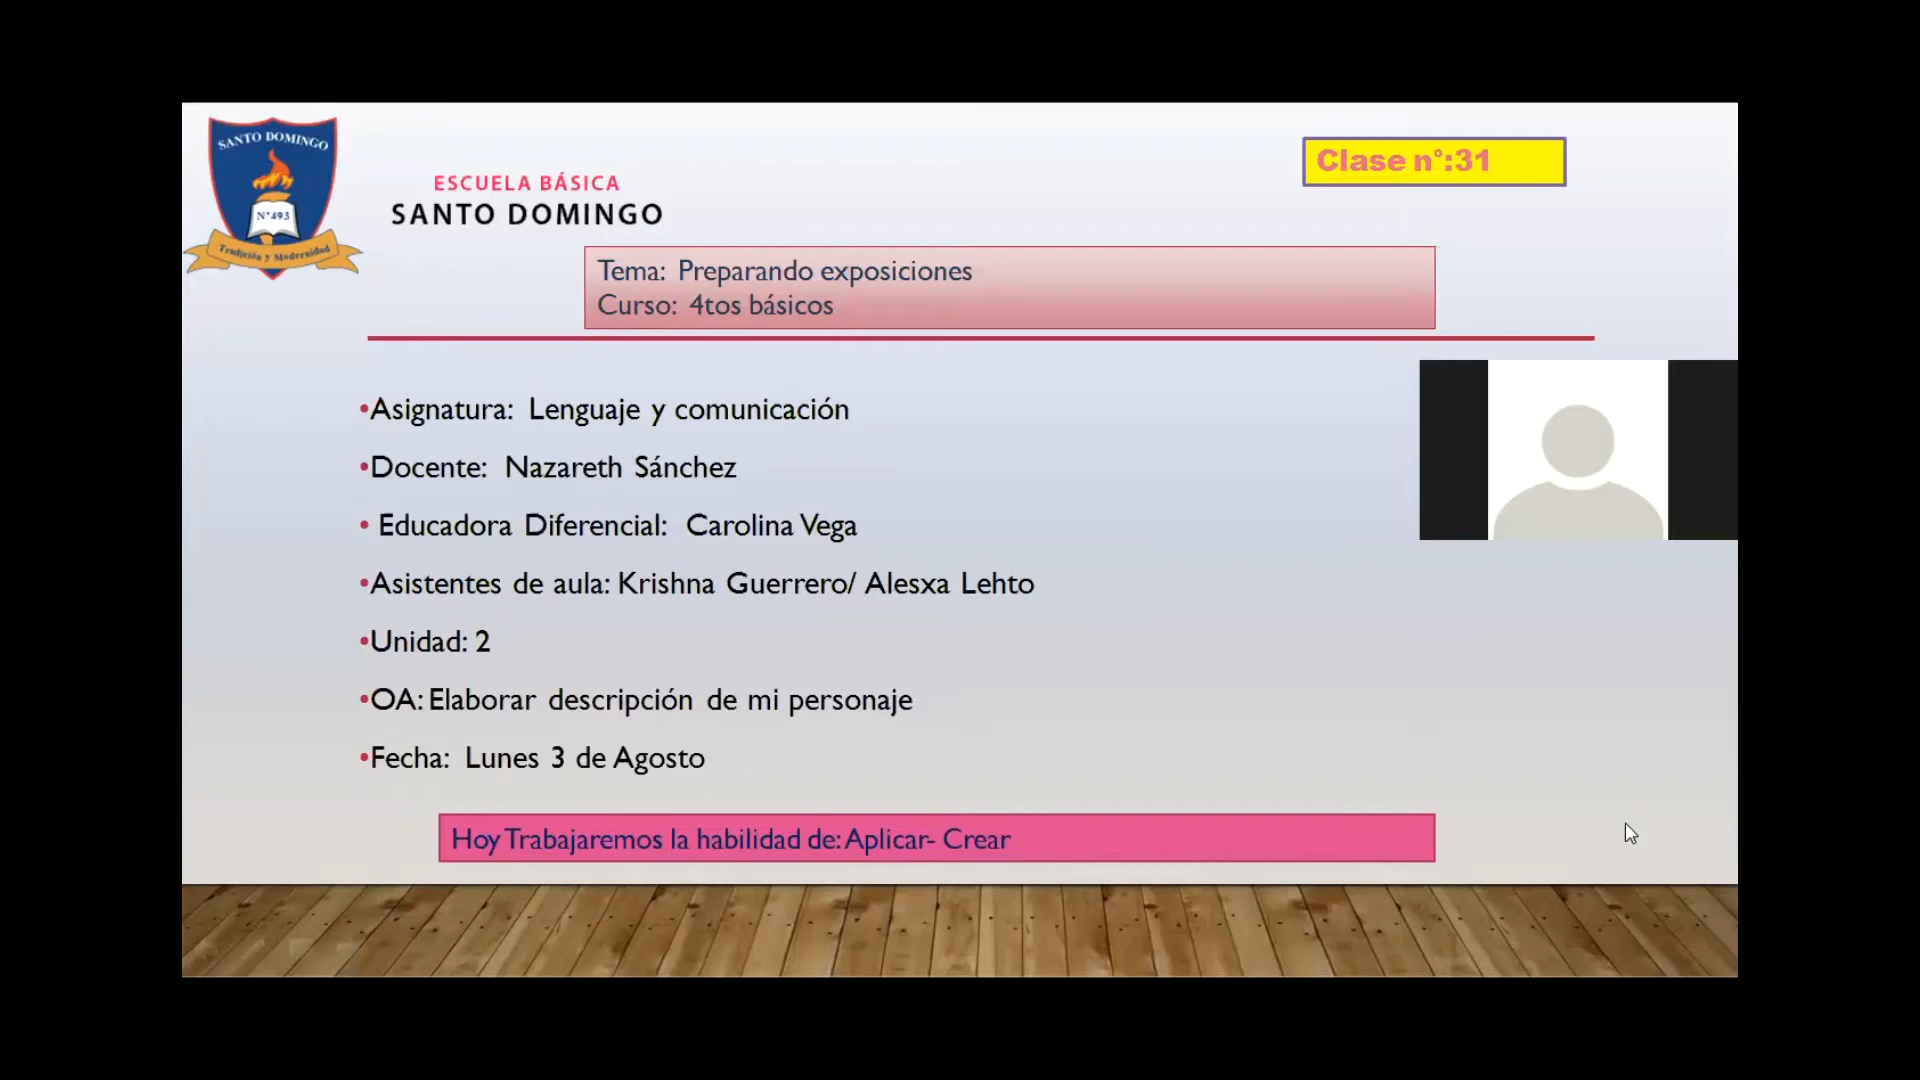 SANTO DOMINGO
N°493
Tradición y Modernidad
ESCUELA BÁSICA
SANTO DOMINGO
Clase n°:31
Tema: Preparando exposiciones
Curso: 4tos básicos
•Asignatura: Lenguaje y comunicación
•Docente: Nazareth Sánchez
• Educadora Diferencial: Carolina Vega
•Asistentes de aula: Krishna Guerrero/ Alesxa Lehto
•Unidad: 2
•OA: Elaborar descripción de mi personaje
•Fecha: Lunes 3 de Agosto
Hoy Trabajaremos la habilidad de: Aplicar- Crear